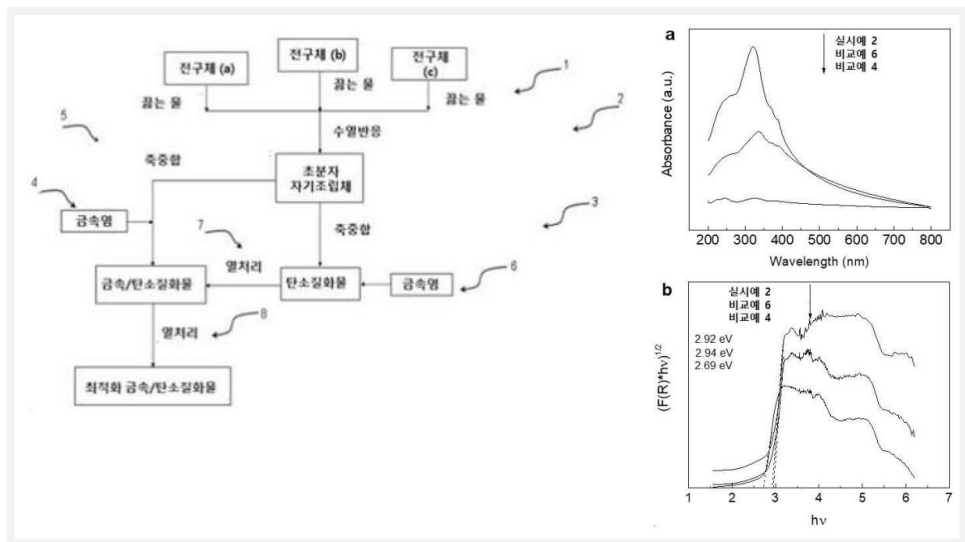 전구체 (a)
전구체 (b)
전구체
(c)
끓는 물
끓는 물
끓는 물
1
2
수열반응
5
축중합
초분자
자기조립체
4
금속염
3
7
축중합
열처리
금속/탄소질화물
탄소질화물
금속염
6
열처리
8
최적화 금속/탄소질화물
a
실시예 2
비교예 6
비교예 4
Absorbance (a.u.)
200 300 400 500 600 700 800
Wavelength (nm)
b
실시예 2
비교예 6
비교예 4
2.92 eV
2.94 eV
2.69 eV
(F(R)*hν)1/2
1 2 3 4 5 6 7
hν